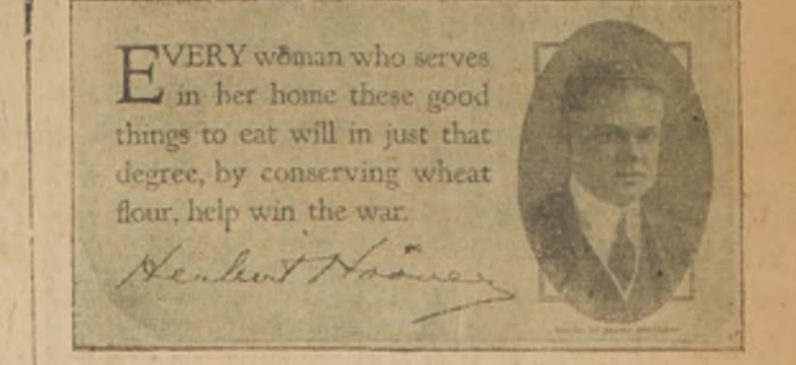 EVERY woman who serves
in her home these good
things to eat will in just that
degree, by conserving wheat
flour, help win the war.
Herbert Hoover